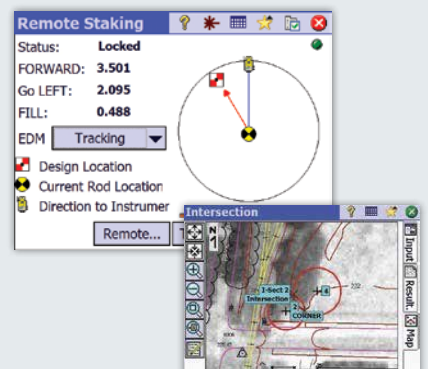 Remote Staking
Status: Locked
FORWARD: 3.501
Go LEFT: 2.095
FILL: 0.488
EDM Tracking
Design Location
Current Rod Location
Direction to Instrumer
Remote...
Intersection
N
1
Input
Result.
Map
I-Sect 2
Intersection
2
4
CORNER